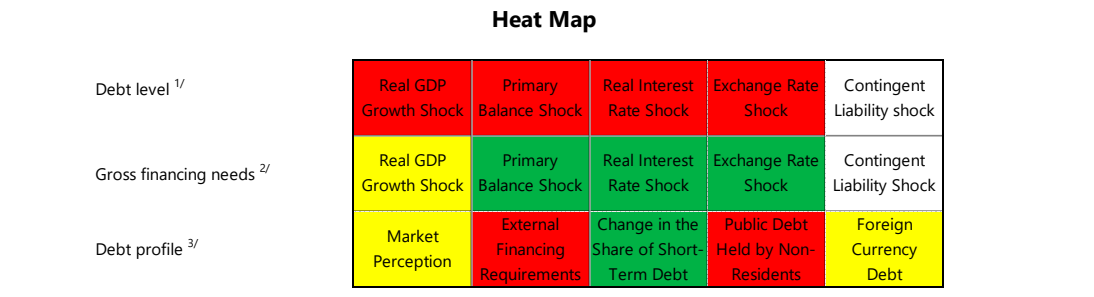 Heat Map
Debt level 1/
Real GDP
Growth Shock
Primary
Balance Shock
Real Interest
Rate Shock
Exchange Rate
Shock
Contingent
Liability shock
Gross financing needs 2/
Real GDP
Growth Shock
Primary
Balance Shock
Real Interest
Rate Shock
Exchange Rate
Shock
Contingent
Liability Shock
Debt profile 3/
Market
Perception
External
Financing
Requirements
Change in the
Share of Short-
Term Debt
Public Debt
Held by Non-
Residents
Foreign
Currency
Debt